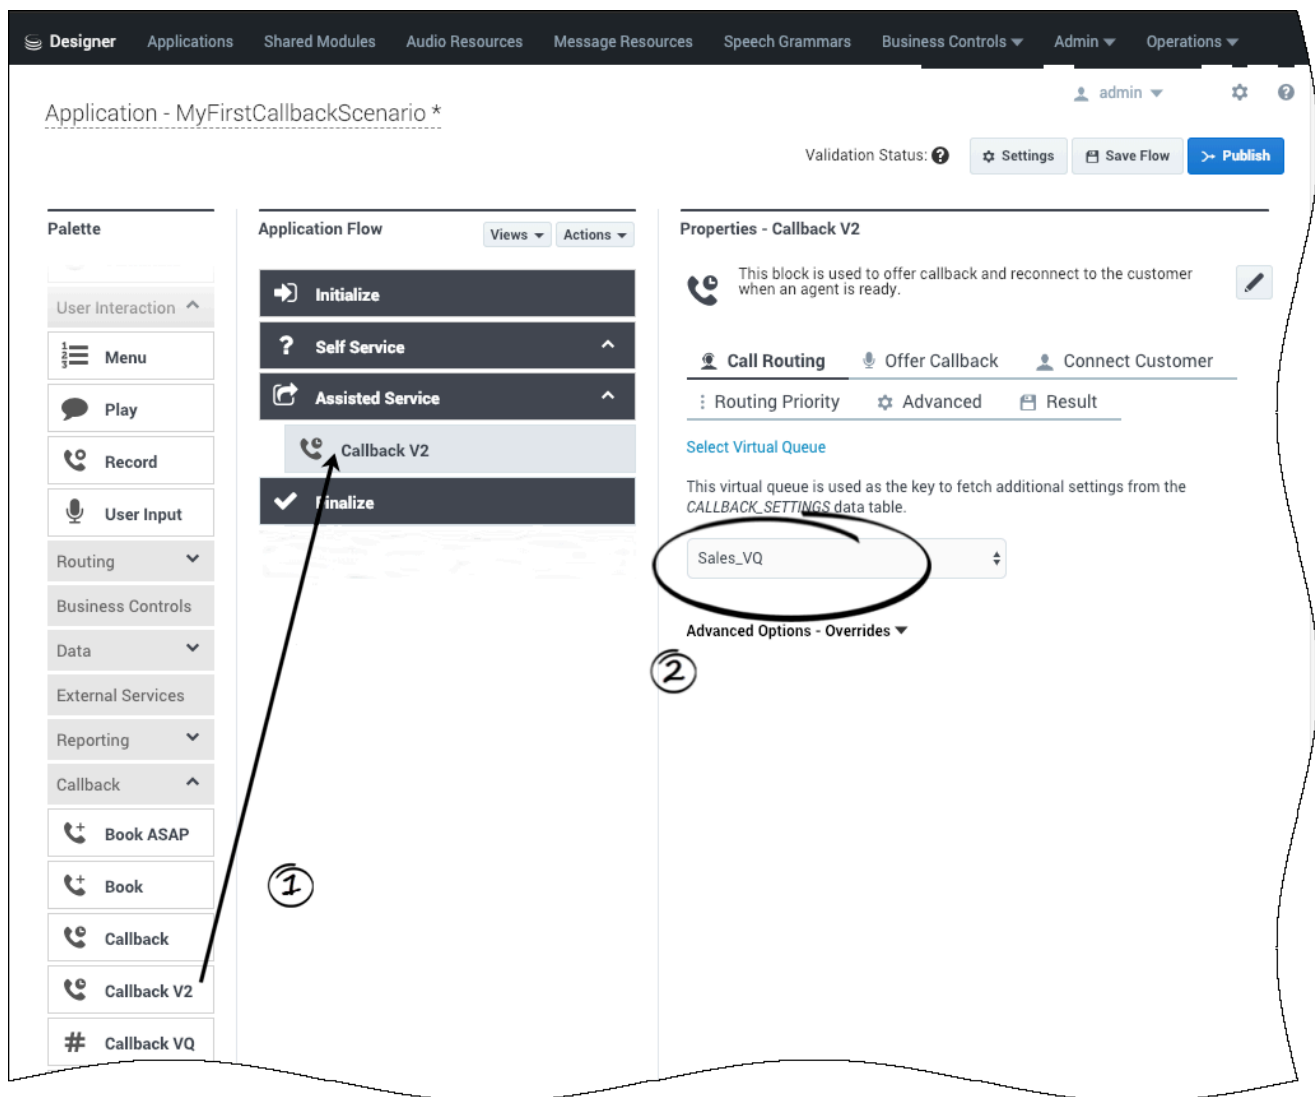 Designer Applications Shared Modules Audio Resources Message Resources Speech Grammars Business Controls Admin Operations
admin
Application - MyFirstCallbackScenario *
Validation Status: Settings Save Flow Publish
Palette
User Interaction
Menu
Play
Record
User Input
Routing
Business Controls
Data
External Services
Reporting
Callback
Book ASAP
Book
Callback
Callback V2
Callback VQ
Application Flow Views Actions
Initialize
Self Service
Assisted Service
Callback V2
Finalize
1
Properties - Callback V2
This block is used to offer callback and reconnect to the customer
when an agent is ready.
Call Routing Offer Callback Connect Customer
Routing Priority Advanced Result
Select Virtual Queue
This virtual queue is used as the key to fetch additional settings from the
CALLBACK_SETTINGS data table.
Sales_VQ
Advanced Options - Overrides
2